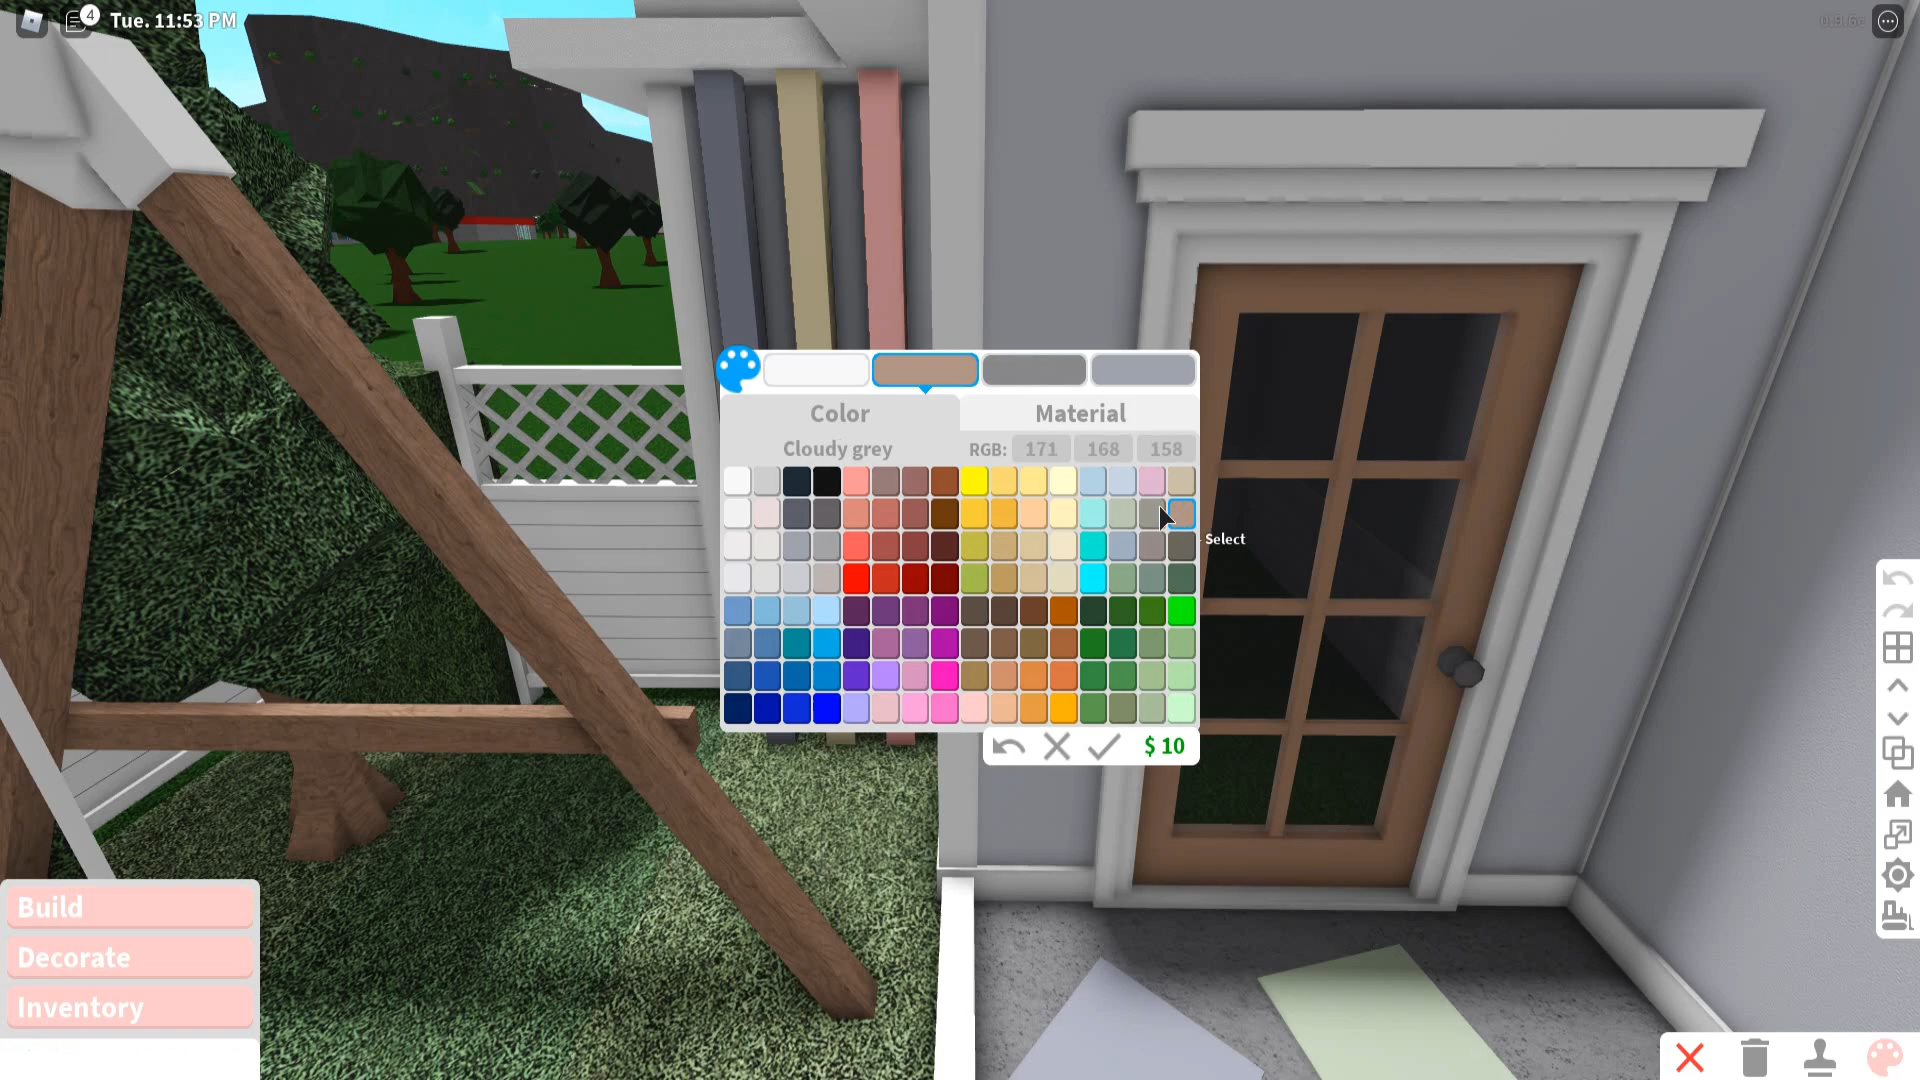 4
Tue. 11:53 PM
Color
Material
Cloudy grey
RGB: 171 168 158
Select
$ 10
Build
Decorate
Inventory